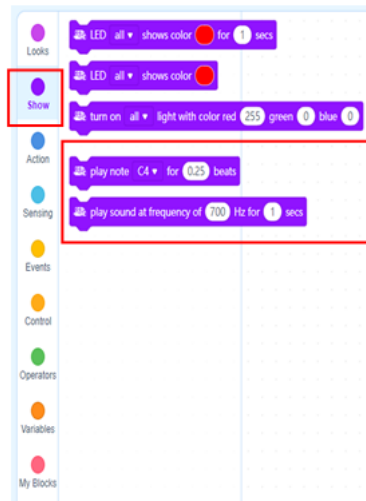 Looks
Show
Action
Sensing
Events
Control
Operators
Variables
My Blocks
LED all ▾ shows color for 1 secs
LED all ▾ shows color
turn on all ▾ light with color red 255 green 0 blue 0
play note C4 ▾ for 0.25 beats
play sound at frequency of 700 Hz for 1 secs